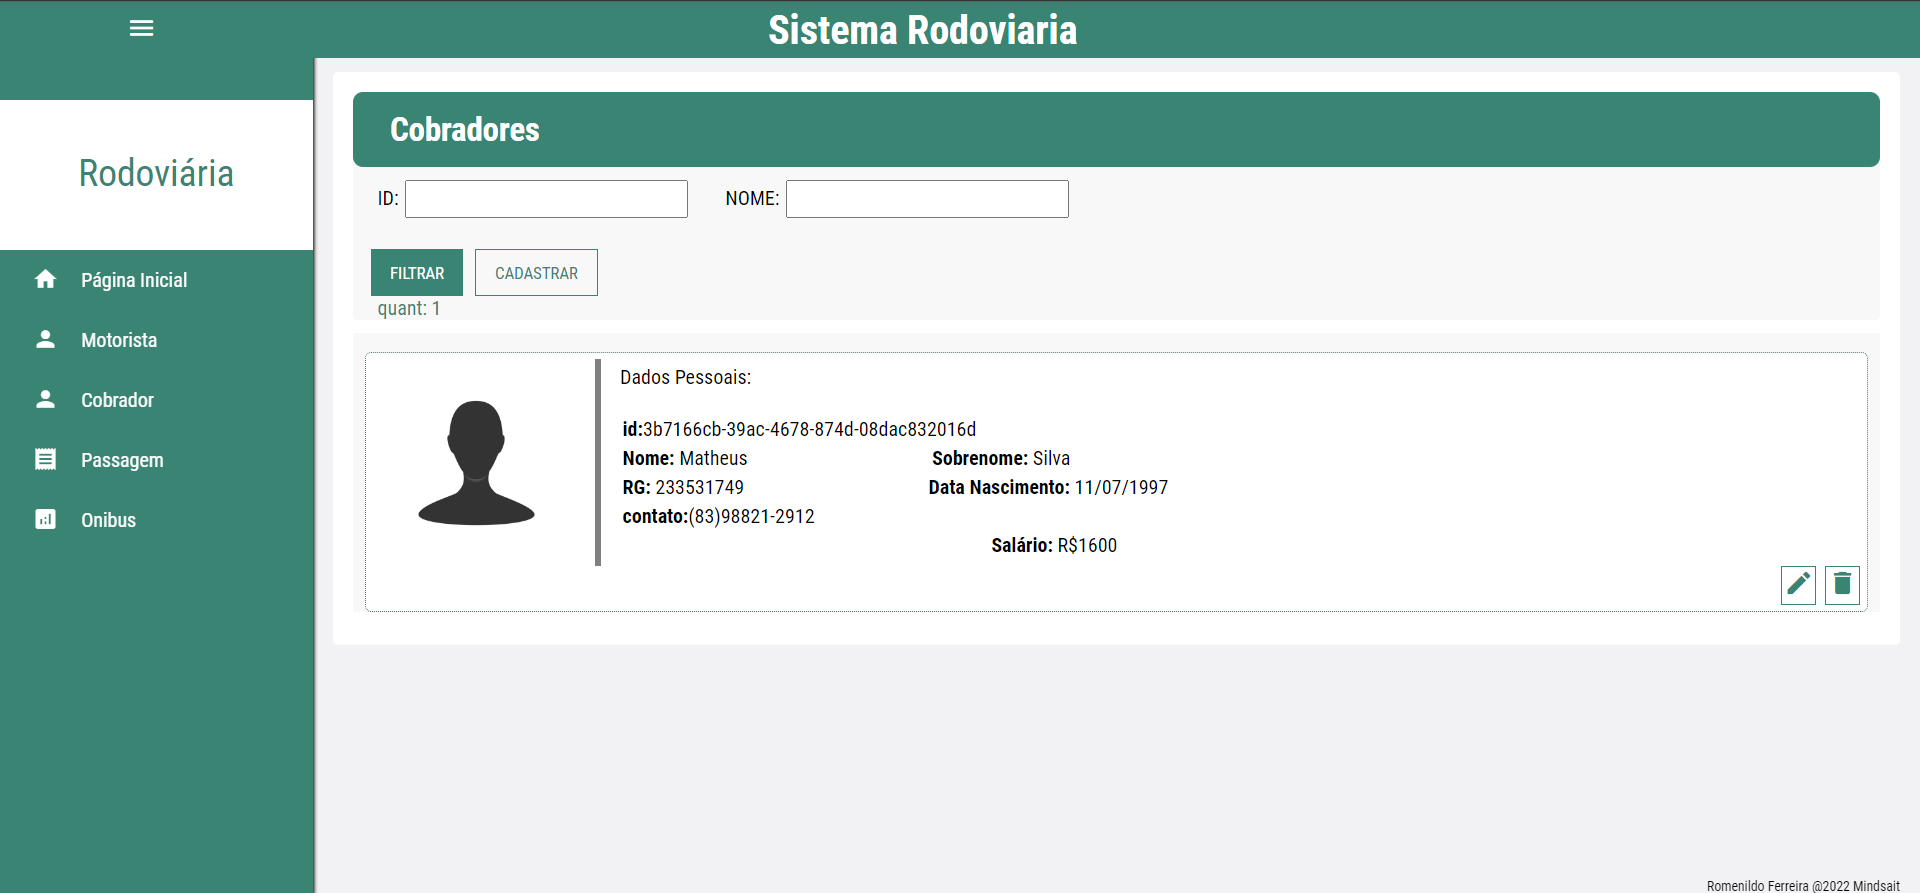 Sistema Rodoviaria
Rodoviária
Página Inicial
Motorista
Cobrador
Passagem
Onibus
Cobradores
ID:
NOME:
FILTRAR
CADASTRAR
quant: 1
Dados Pessoais:
id:3b7166cb-39ac-4678-874d-08dac832016d
Nome: Matheus
Sobrenome: Silva
RG: 233531749
Data Nascimento: 11/07/1997
contato:(83)98821-2912
Salário: R$1600
Romenildo Ferreira @2022 Mindsait